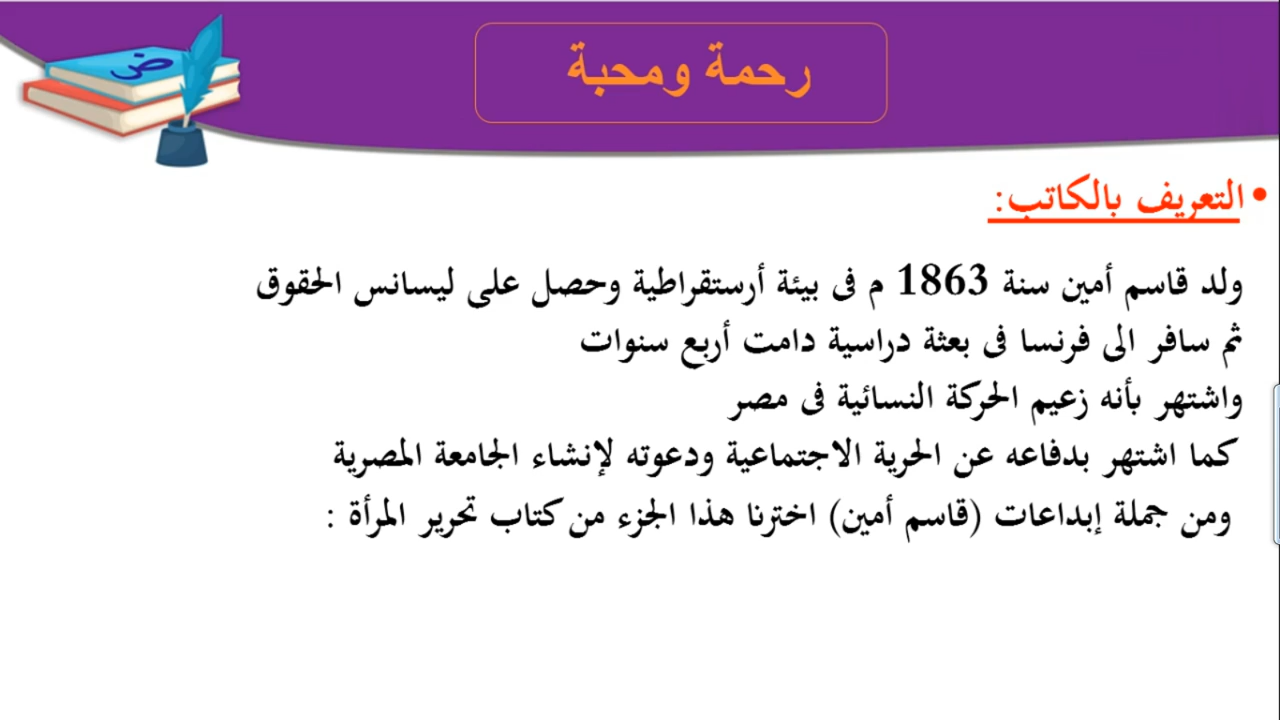 رحمة ومحبة
ض
• التعريف بالكاتب:
ولد قاسم أمين سنة 1863 م فى بيئة أرستقراطية وحصل على ليسانس الحقوق
ثم سافر الى فرنسا فى بعثة دراسية دامت أربع سنوات
واشتهر بأنه زعيم الحركة النسائية فى مصر
كما اشتهر بدفاعه عن الحرية الاجتماعية ودعوته لإنشاء الجامعة المصرية
ومن جملة إبداعات (قاسم أمين) اخترنا هذا الجزء من كتاب تحرير المرأة :